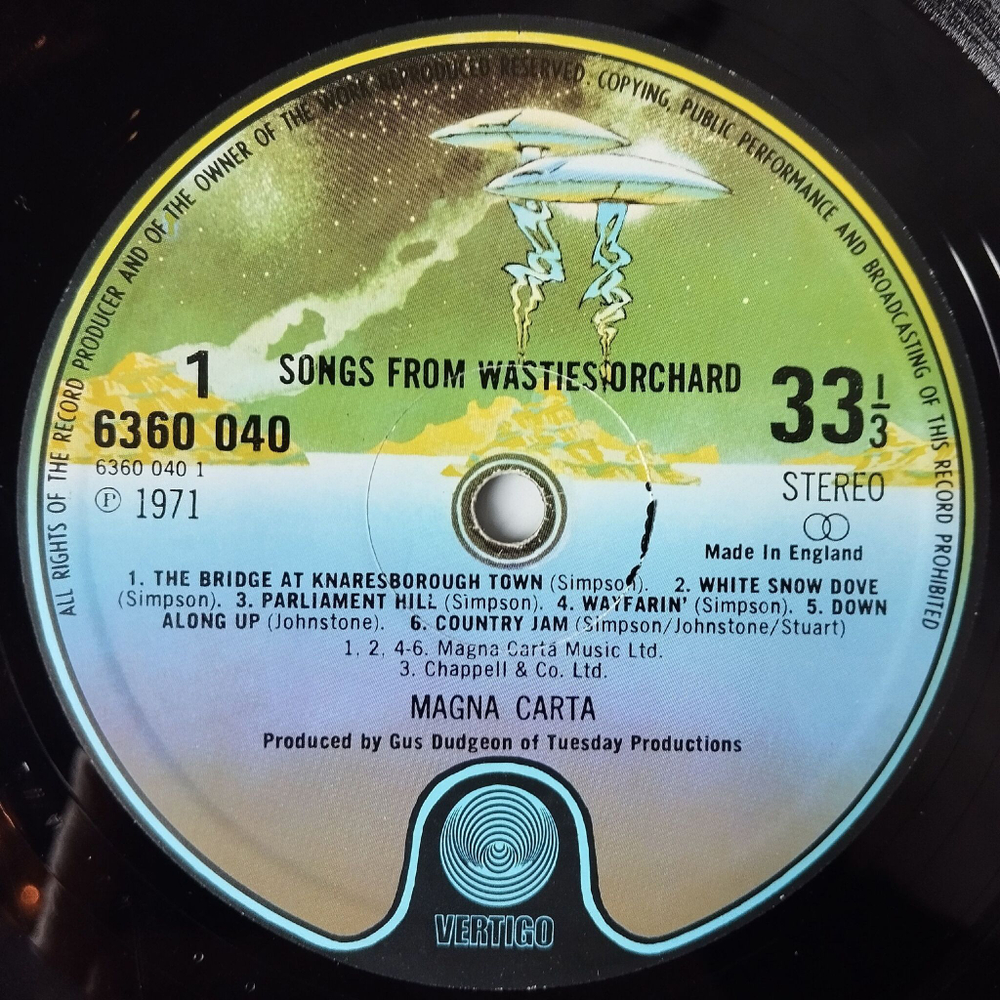 ALL RIGHTS OF THE RECORD PRODUCER AND OF THE OWNER OF THE WORK REPRODUCED RESERVED. COPYING, PUBLIC PERFORMANCE AND BROADCASTING OF THIS RECORD PROHIBITED
1 SONGS FROM WASTIES ORCHARD
33 1/3
6360 040
6360 040 1
STEREO
Ⓟ 1971
Made In England
1. THE BRIDGE AT KNARESBOROUGH TOWN (Simpson). 2. WHITE SNOW DOVE
(Simpson). 3. PARLIAMENT HILL (Simpson). 4. WAYFARIN' (Simpson). 5. DOWN
ALONG UP (Johnstone). 6. COUNTRY JAM (Simpson/Johnstone/Stuart)
1, 2, 4-6. Magna Carta Music Ltd.
3. Chappell & Co. Ltd.
MAGNA CARTA
Produced by Gus Dudgeon of Tuesday Productions
VERTIGO